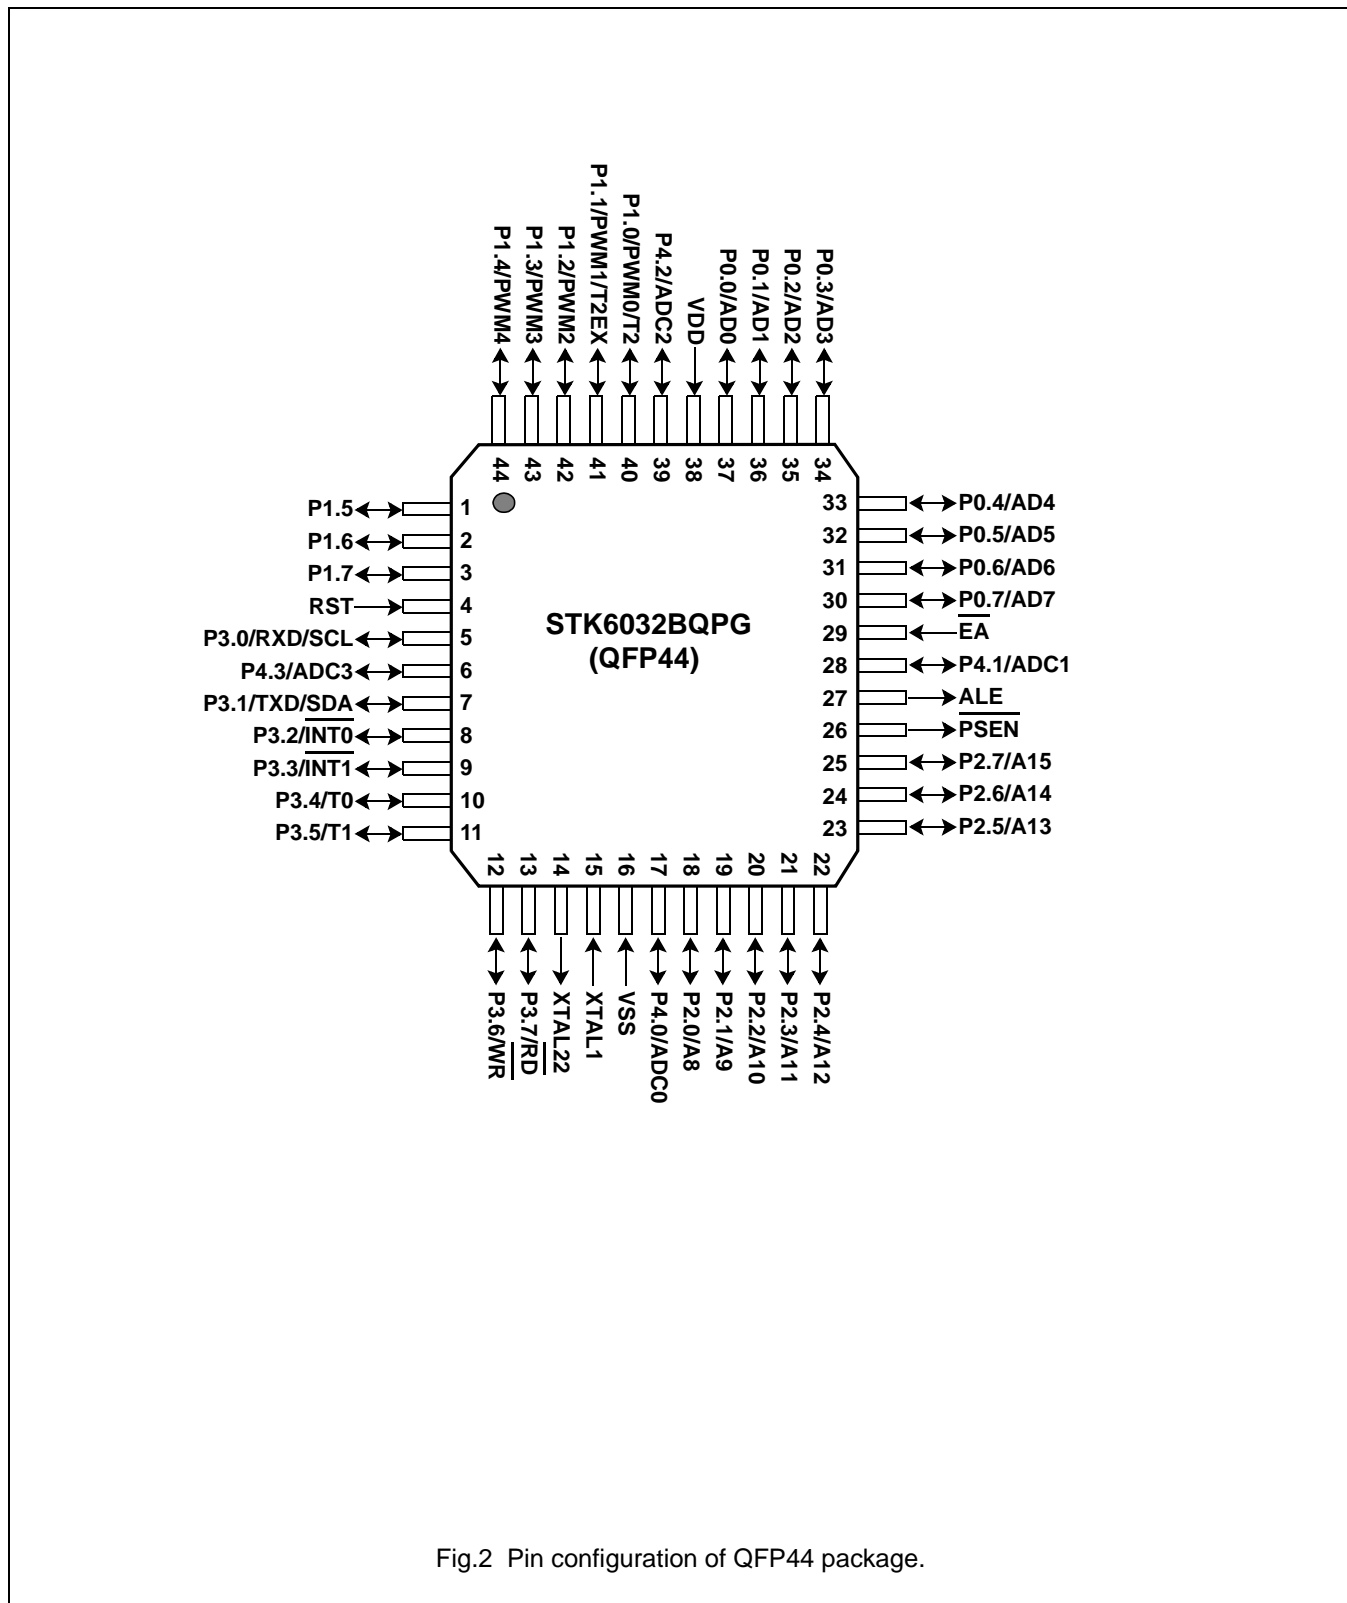 P1.4/PWM4
P1.3/PWM3
P1.2/PWM2
P1.1/PWM1/T2EX
P1.0/PWM0/T2
P4.2/ADC2
VDD
P0.0/AD0
P0.1/AD1
P0.2/AD2
P0.3/AD3
44
43
42
41
40
39
38
37
36
35
34
P1.5 1
P1.6 2
P1.7 3
RST 4
P3.0/RXD/SCL 5
P4.3/ADC3 6
P3.1/TXD/SDA 7
P3.2/INT0 8
P3.3/INT1 9
P3.4/T0 10
P3.5/T1 11
STK6032BQPG
(QFP44)
33 P0.4/AD4
32 P0.5/AD5
31 P0.6/AD6
30 P0.7/AD7
29 EA
28 P4.1/ADC1
27 ALE
26 PSEN
25 P2.7/A15
24 P2.6/A14
23 P2.5/A13
12
13
14
15
16
17
18
19
20
21
22
P3.6/WR
P3.7/RD
XTAL22
XTAL1
VSS
P4.0/ADC0
P2.0/A8
P2.1/A9
P2.2/A10
P2.3/A11
P2.4/A12
Fig.2 Pin configuration of QFP44 package.